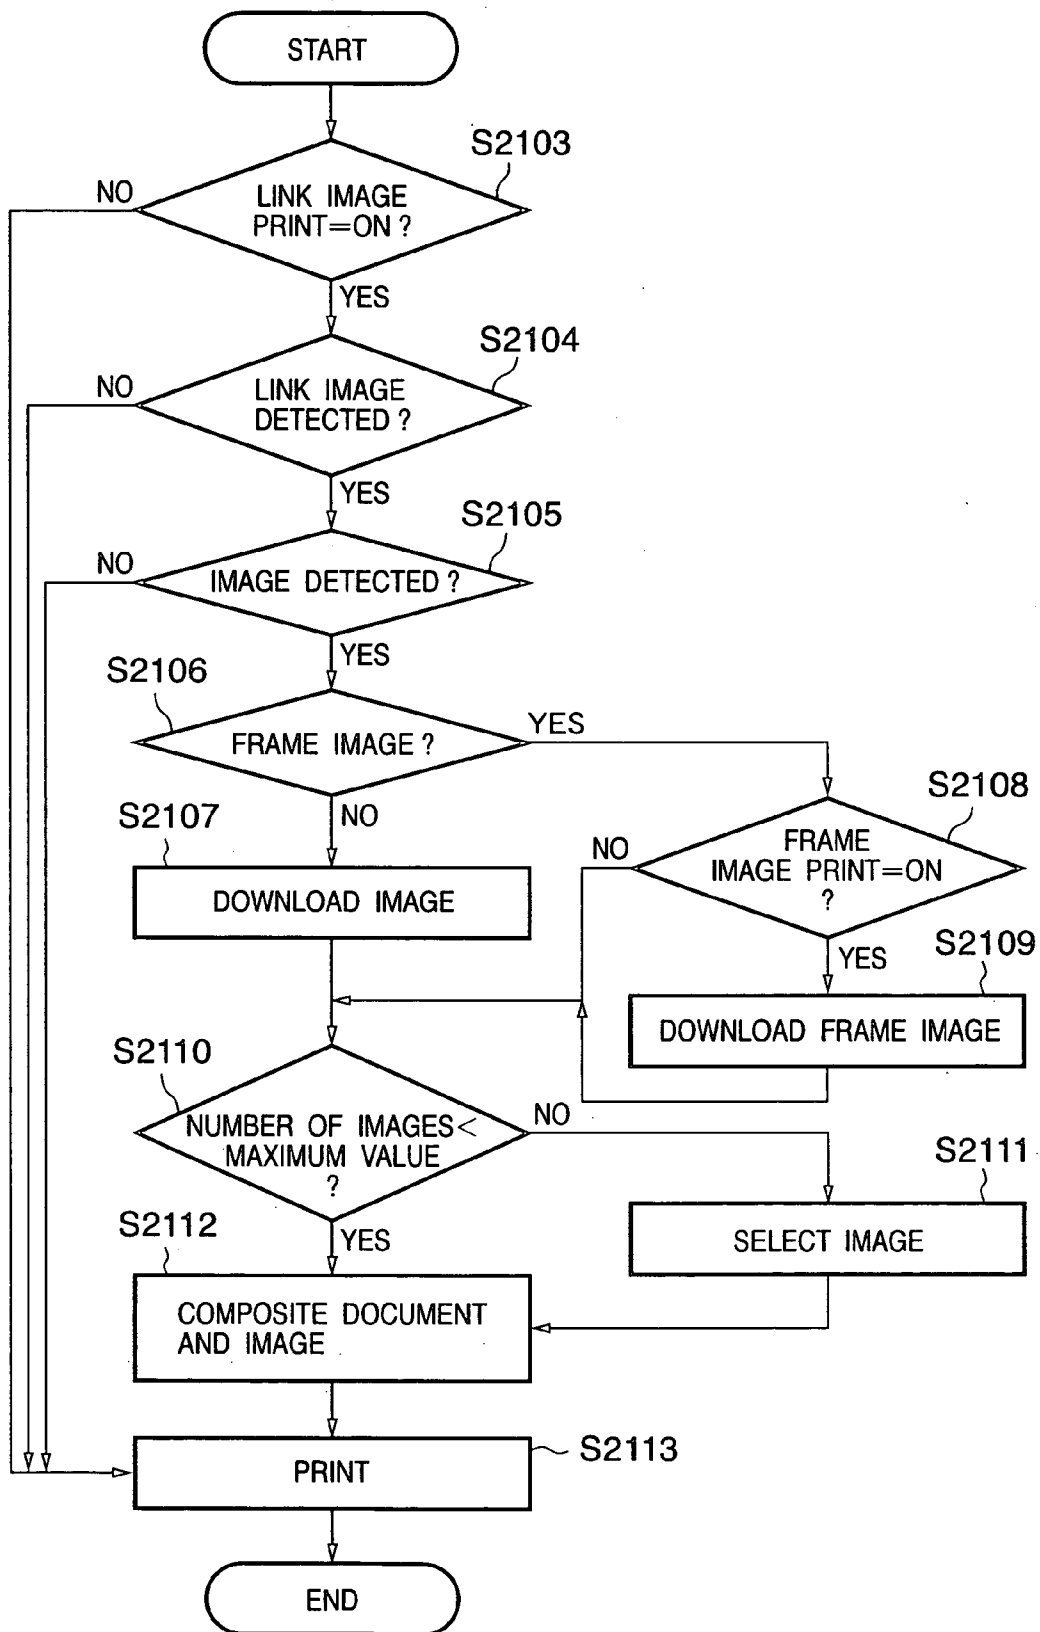 START
S2103
NO
LINK IMAGE
PRINT=ON?
YES
S2104
NO
LINK IMAGE
DETECTED?
YES
S2105
NO
IMAGE DETECTED?
YES
S2106
FRAME IMAGE?
YES
NO
S2107
DOWNLOAD IMAGE
S2108
NO
FRAME
IMAGE PRINT=ON
?
YES
S2109
DOWNLOAD FRAME IMAGE
S2110
NUMBER OF IMAGES<
MAXIMUM VALUE
?
NO
YES
S2111
SELECT IMAGE
S2112
COMPOSITE DOCUMENT
AND IMAGE
PRINT
S2113
END